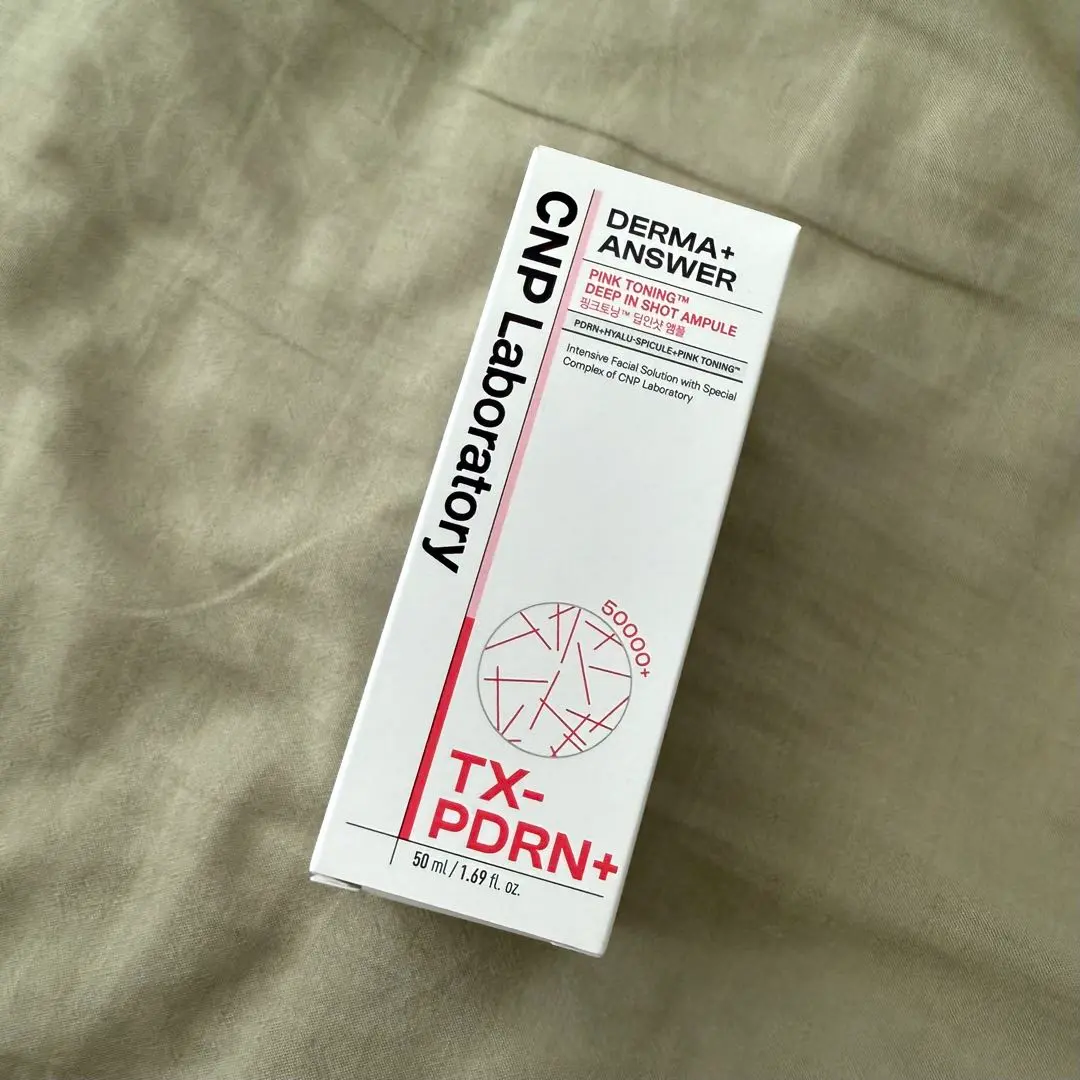 CNP Laboratory
DERMA+
ANSWER
PINK TONING™
DEEP IN SHOT AMPULE
핑크토닝™ 딥인샷 앰플
PDRN+HYALU-SPICULE+PINK TONING™
Intensive Facial Solution with Special
Complex of CNP Laboratory
50000+
TX-
PDRN+
50 ml / 1.69 fl. oz.